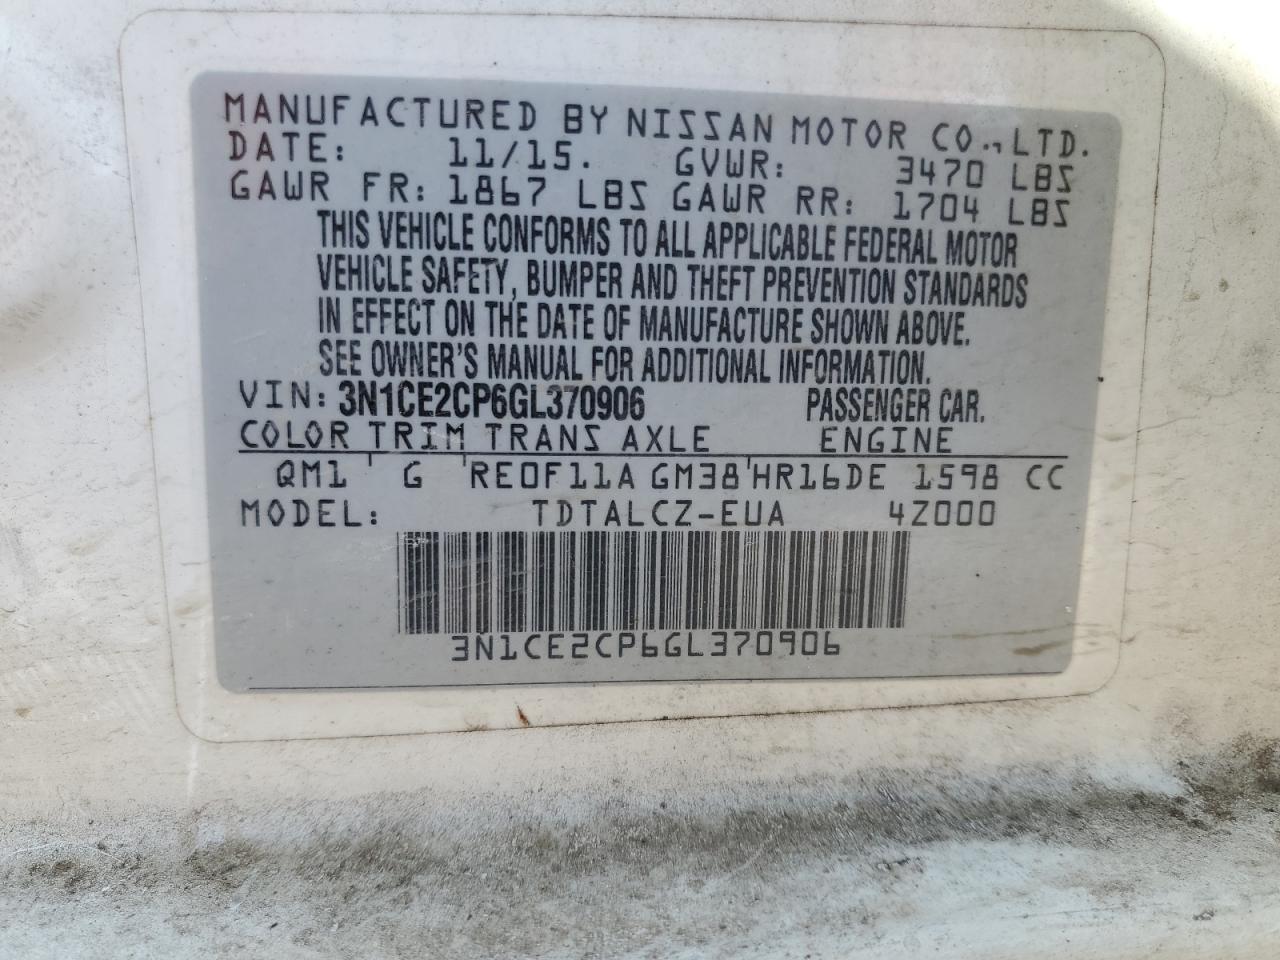 MANUFACTURED BY NISSAN MOTOR CO., LTD.
DATE: 11/15. GVWR: 3470 LBS
GAWR FR: 1867 LBS GAWR RR: 1704 LBS
THIS VEHICLE CONFORMS TO ALL APPLICABLE FEDERAL MOTOR
VEHICLE SAFETY, BUMPER AND THEFT PREVENTION STANDARDS
IN EFFECT ON THE DATE OF MANUFACTURE SHOWN ABOVE.
SEE OWNER'S MANUAL FOR ADDITIONAL INFORMATION.
VIN: 3N1CE2CP6GL370906 PASSENGER CAR.
COLOR TRIM TRANS AXLE ENGINE
QM1 G RE0F11A GM38 HR16DE 1598 CC
MODEL: TDTALCZ-EUA 4Z000
3N1CE2CP6GL370906